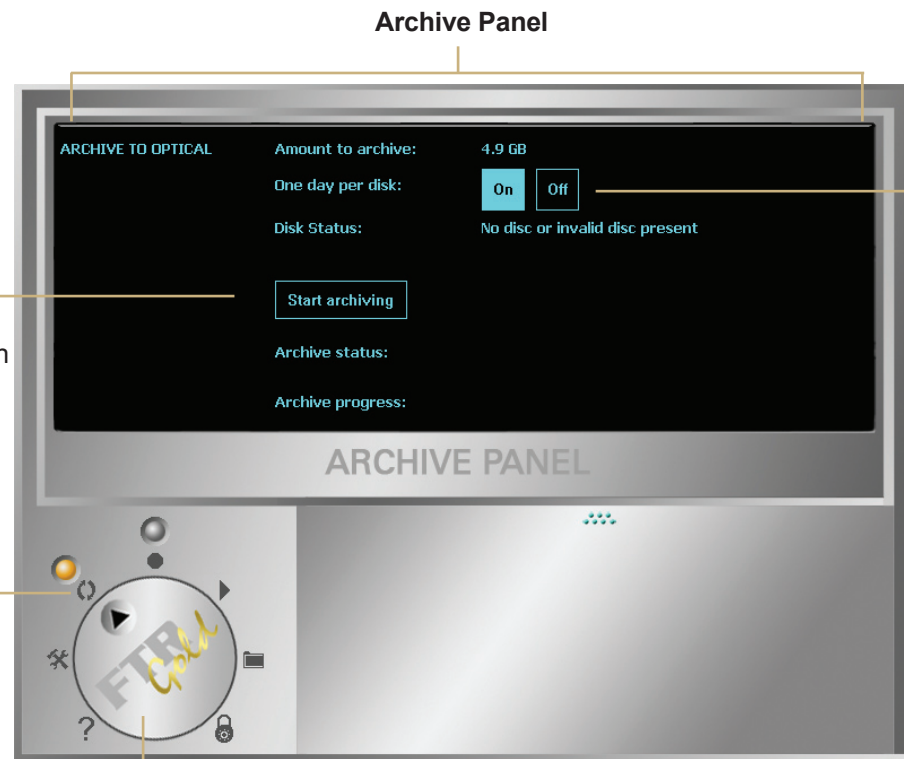 Archive Panel
ARCHIVE TO OPTICAL
Amount to archive: 4.9 GB
One day per disk: On Off
Disk Status: No disc or invalid disc present
Start archiving
n
Archive status:
Archive progress:
ARCHIVE PANEL
FTR
Gold
?